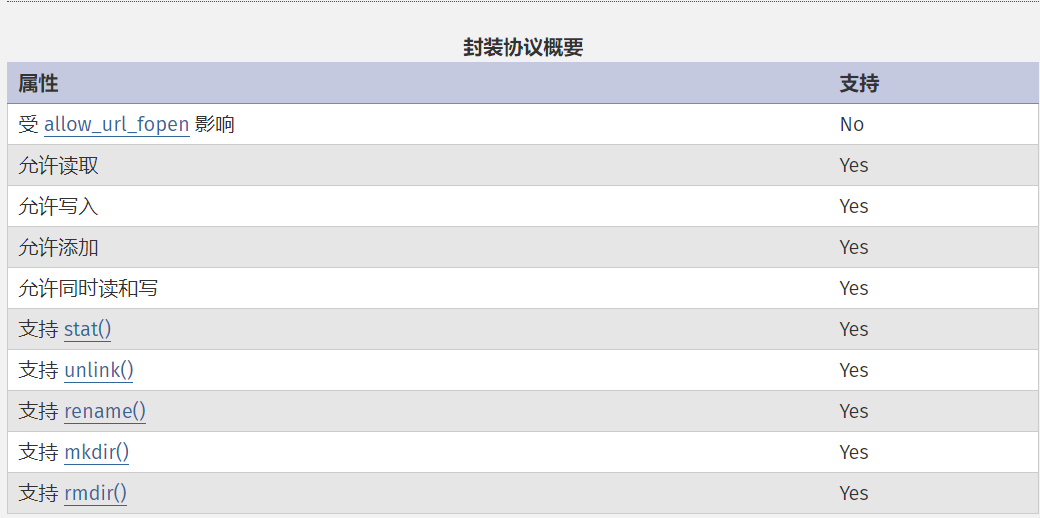 封装协议概要
属性 支持
受 allow_url_fopen 影响 No
允许读取 Yes
允许写入 Yes
允许添加 Yes
允许同时读和写 Yes
支持 stat() Yes
支持 unlink() Yes
支持 rename() Yes
支持 mkdir() Yes
支持 rmdir() Yes